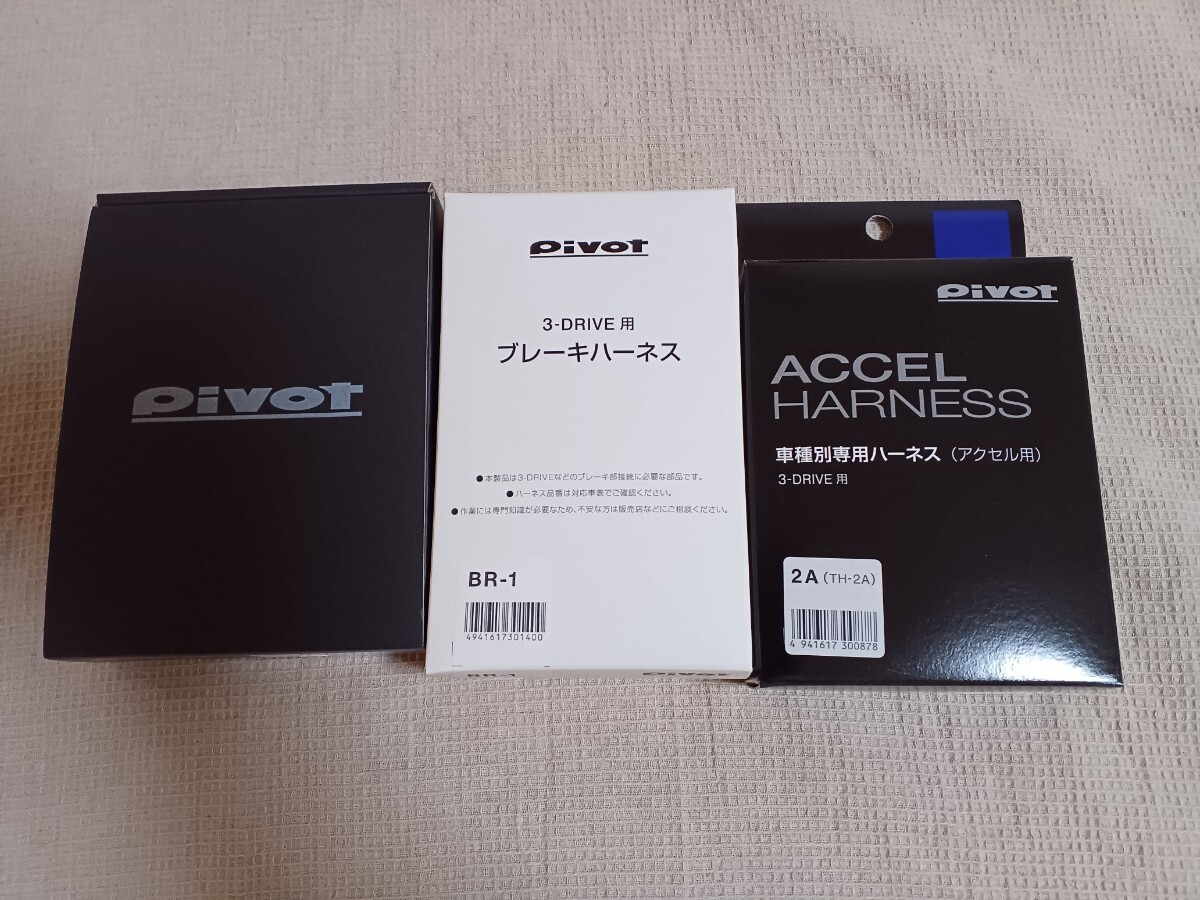 pivot
pivot
3-DRIVE 用
ブレーキハーネス
●本製品は3-DRIVEなどのブレーキ部接続に必要な部品です。
●ハーネス品番は対応車表でご確認ください。
●作業には専門知識が必要なため、不安な方は販売店などにご相談ください。
BR-1
4941617301400
BR-1
pivot
pivot
ACCEL
HARNESS
車種別専用ハーネス（アクセル用）
3-DRIVE 用
2A (TH-2A)
4 941617 300878